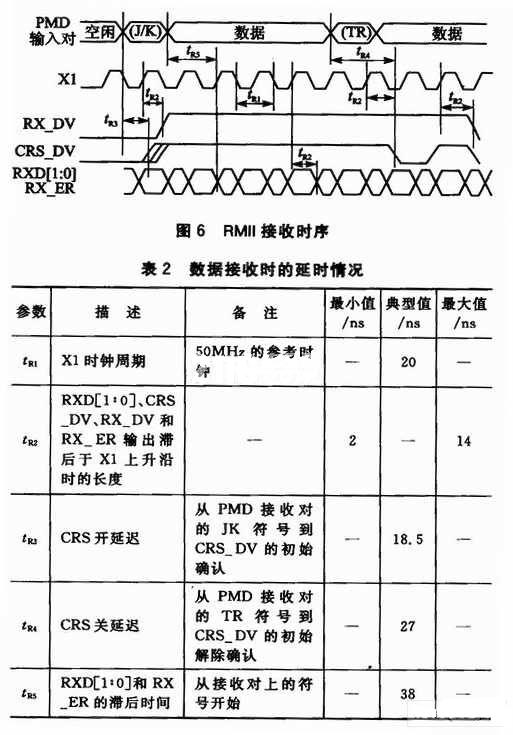 PMD
输入对
空闲 (J/K) 数据 (TR) 数据
tR5 tR4
X1
tR2 tR1 tR2 tR2
tR3
RX_DV
CRS_DV
tR2
RXD[1:0]
RX_ER
图 6 RMII 接收时序
表 2 数据接收时的延时情况
参数 描 述 备 注 最小值 典型值 最大值
/ns /ns /ns
tR1 X1 时钟周期 50MHz 的参考时 — 20 —
钟
RXD[1:0]、CRS
_DV、RX_DV 和
tR2 RX_ER 输出滞 — 2 — 14
后于 X1 上升沿
时的长度
从 PMD 接收对
的 JK 符号到
tR3 CRS 开延迟 CRS_DV 的初始 — 18.5 —
确认
从 PMD 接收对
的 TR 符号到
tR4 CRS 关延迟 CRS_DV 的初始 — 27 —
解除确认
tR5 RXD[1:0]和 RX 从接收对上的符 — 38 —
_ER 的滞后时间 号开始